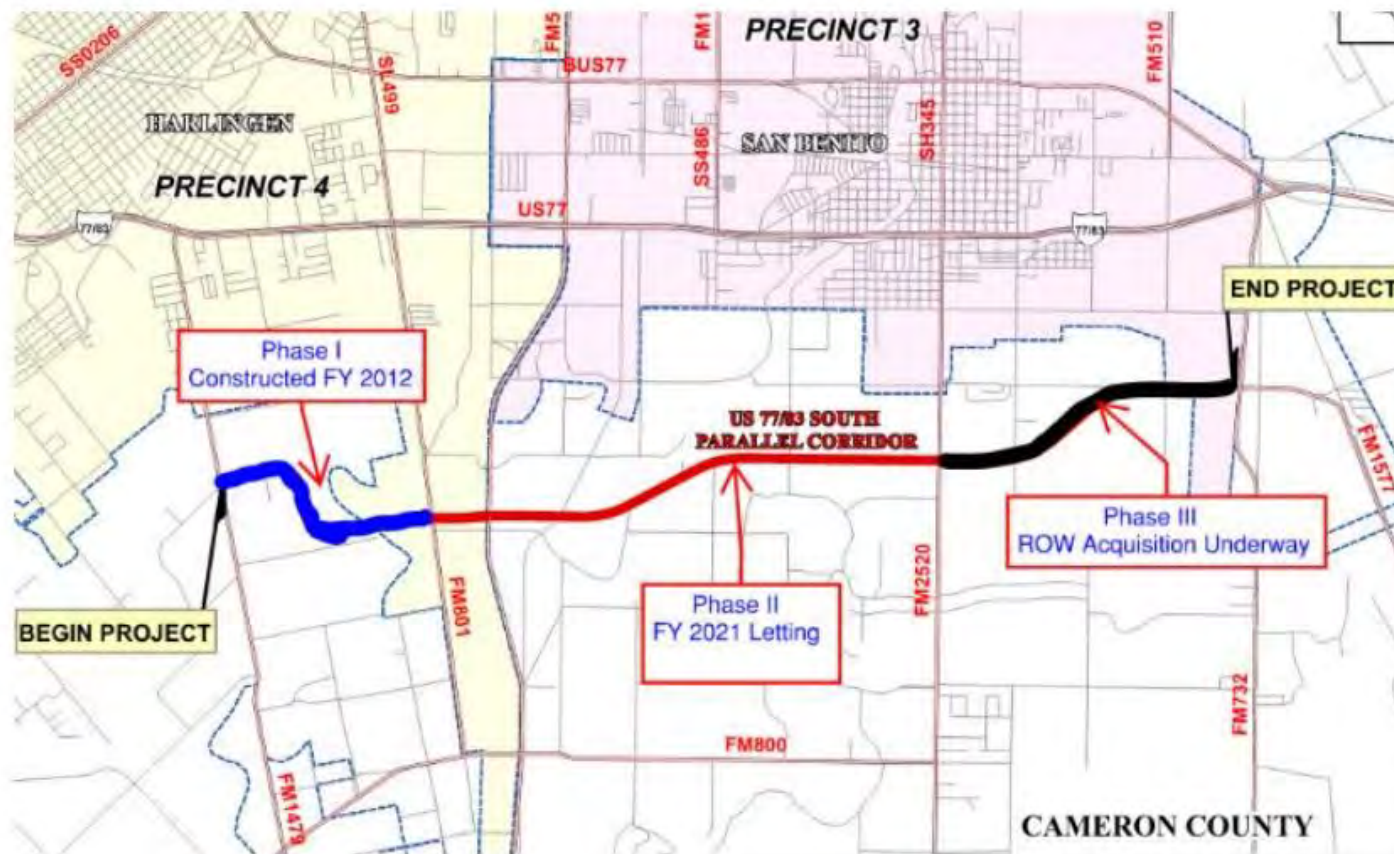 PRECINCT 3
SS0206
SL499
FM5
BUS77
FM1
FM510
HARLINGEN
SAN BENITO
SS486
SH345
PRECINCT 4
US77
77/83
77/83
END PROJECT
Phase I
Constructed FY 2012
US 77/83 SOUTH
PARALLEL CORRIDOR
FM1577
Phase III
ROW Acquisition Underway
BEGIN PROJECT
FM801
Phase II
FY 2021 Letting
FM2520
FM732
FM800
FM1479
CAMERON COUNTY